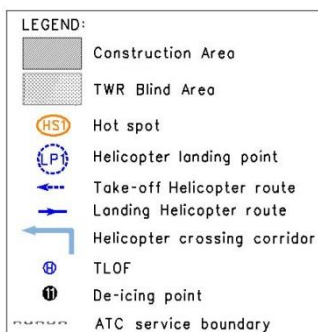 LEGEND:
Construction Area
TWR Blind Area
HS1 Hot spot
LP1 Helicopter landing point
Take-off Helicopter route
Landing Helicopter route
Helicopter crossing corridor
H TLOF
11 De-icing point
ATC service boundary